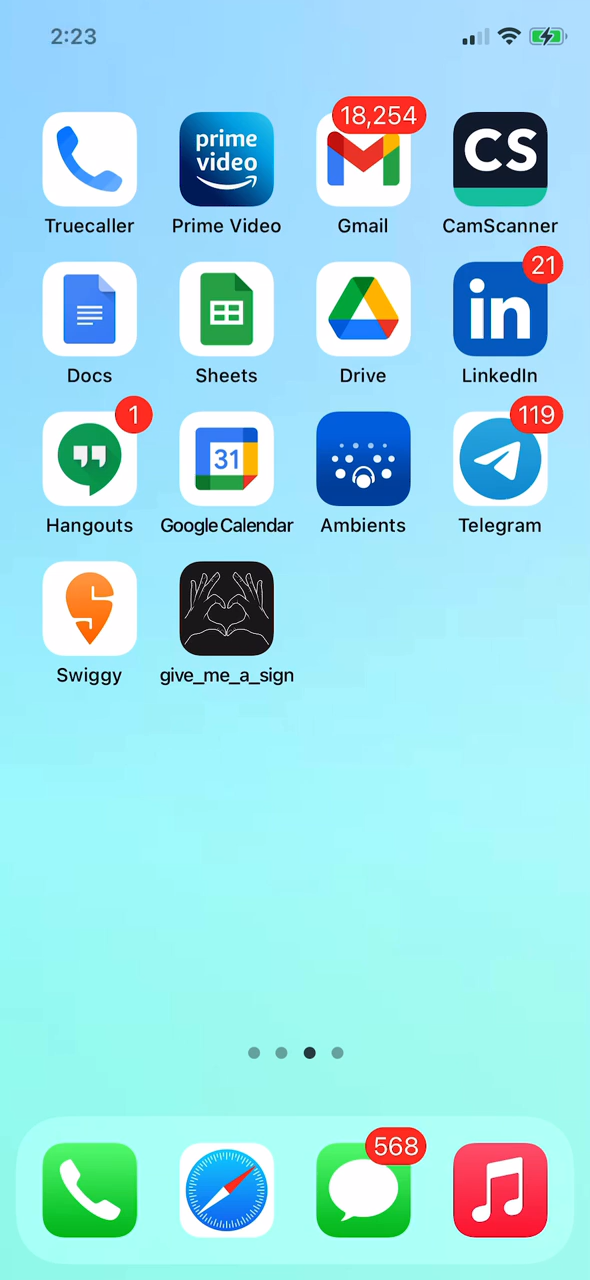 2:23
18,254
prime
video
CS
Truecaller
Prime Video
Gmail
CamScanner
21
in
Docs
Sheets
Drive
LinkedIn
1
31
119
Hangouts
Google Calendar
Ambients
Telegram
Swiggy
give_me_a_sign
568